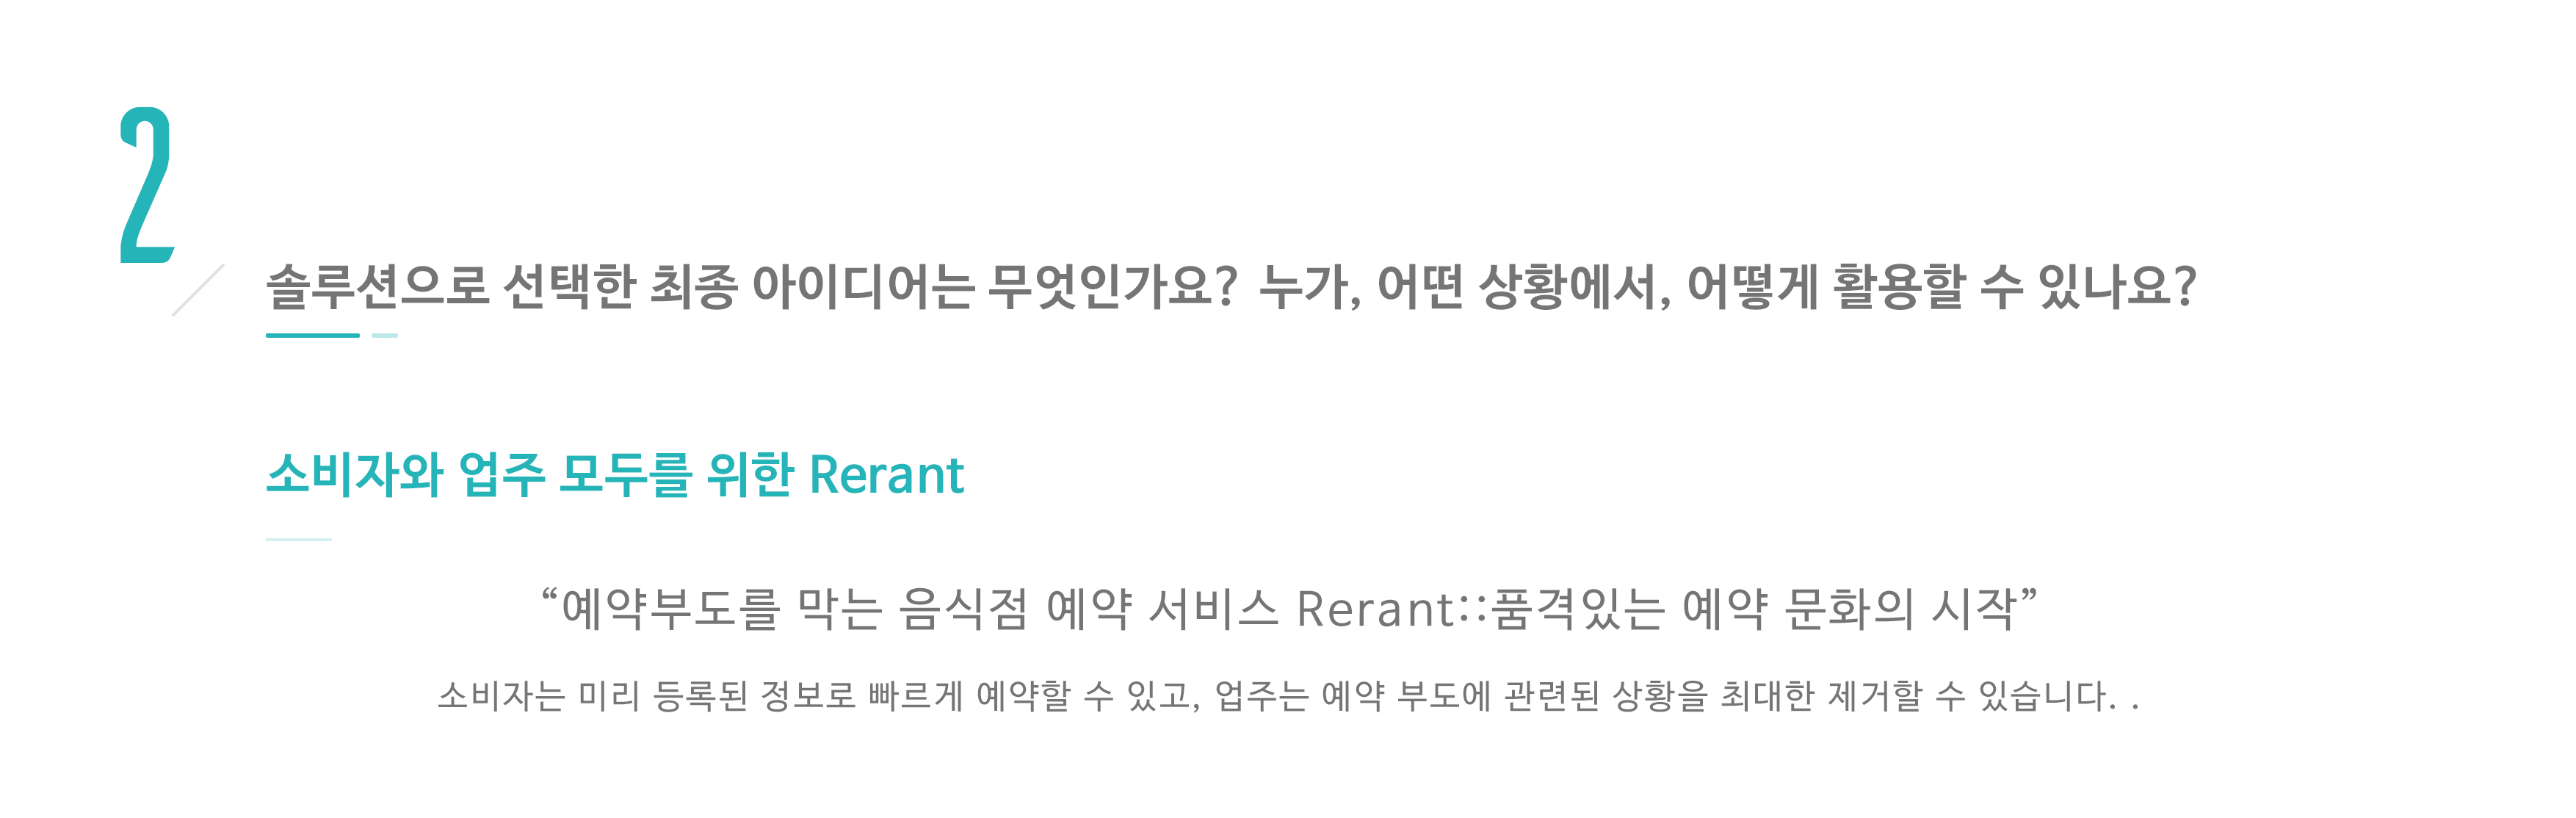 2
솔루션으로 선택한 최종 아이디어는 무엇인가요? 누가, 어떤 상황에서, 어떻게 활용할 수 있나요?
소비자와 업주 모두를 위한 Rerant
“예약부도를 막는 음식점 예약 서비스 Rerant::품격있는 예약 문화의 시작”
소비자는 미리 등록된 정보로 빠르게 예약할 수 있고, 업주는 예약 부도에 관련된 상황을 최대한 제거할 수 있습니다. .